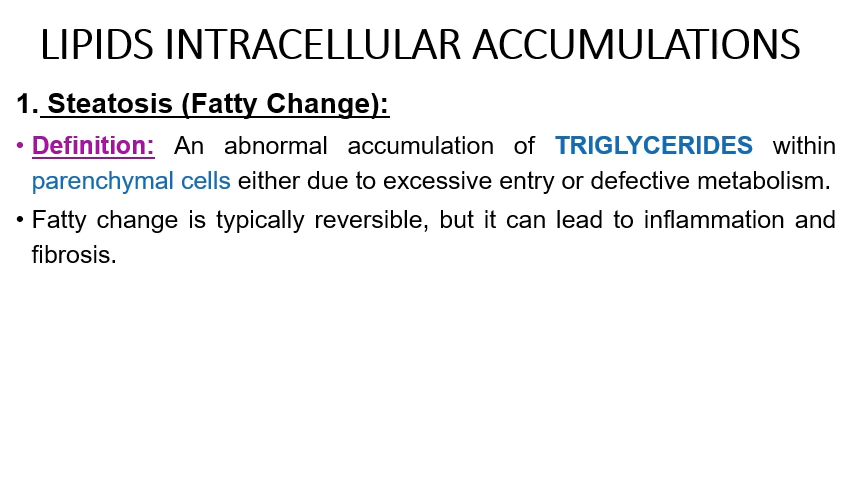 LIPIDS INTRACELLULAR ACCUMULATIONS
1. Steatosis (Fatty Change):
• Definition: An abnormal accumulation of TRIGLYCERIDES within
parenchymal cells either due to excessive entry or defective metabolism.
• Fatty change is typically reversible, but it can lead to inflammation and
fibrosis.